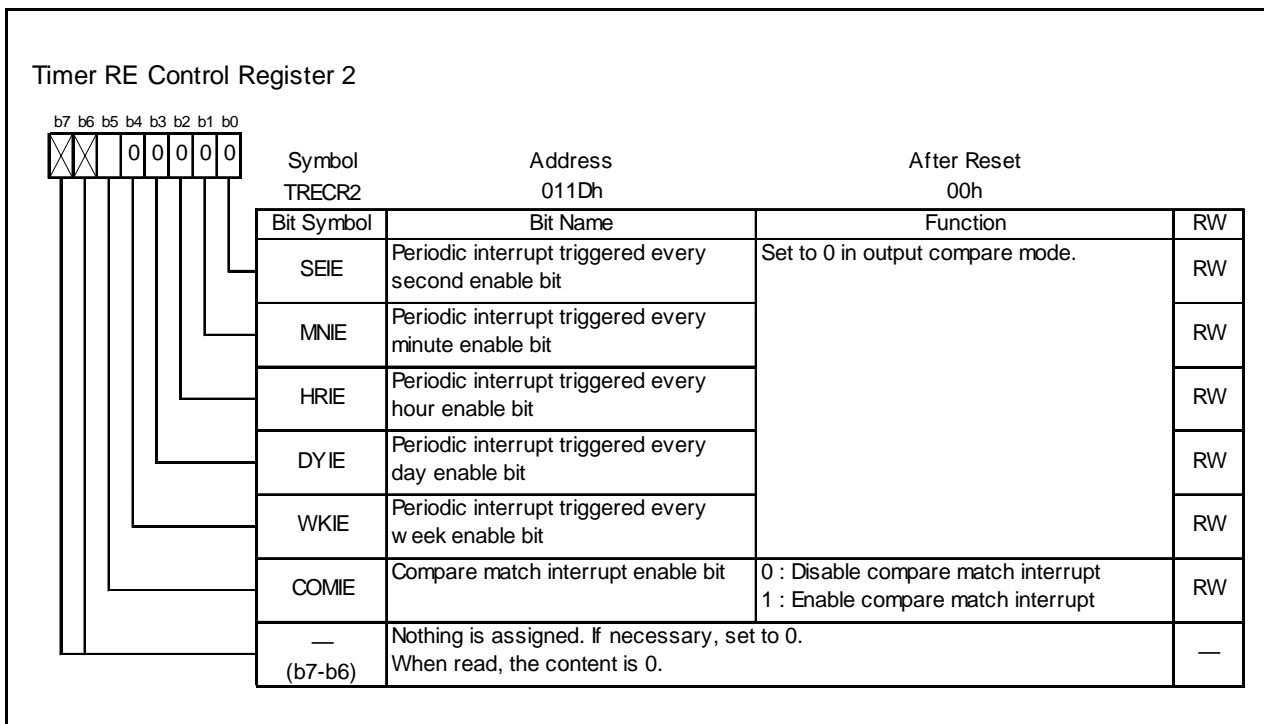 Timer RE Control Register 2
b7 b6 b5 b4 b3 b2 b1 b0
0 0 0 0 0
Symbol Address After Reset
TRECR2 011Dh 00h
Bit Symbol Bit Name Function RW
SEIE Periodic interrupt triggered every Set to 0 in output compare mode. RW
second enable bit
MNIE Periodic interrupt triggered every RW
minute enable bit
HRIE Periodic interrupt triggered every RW
hour enable bit
DYIE Periodic interrupt triggered every RW
day enable bit
WKIE Periodic interrupt triggered every RW
week enable bit
COMIE Compare match interrupt enable bit 0 : Disable compare match interrupt RW
1 : Enable compare match interrupt
— Nothing is assigned. If necessary, set to 0. —
(b7-b6) When read, the content is 0.